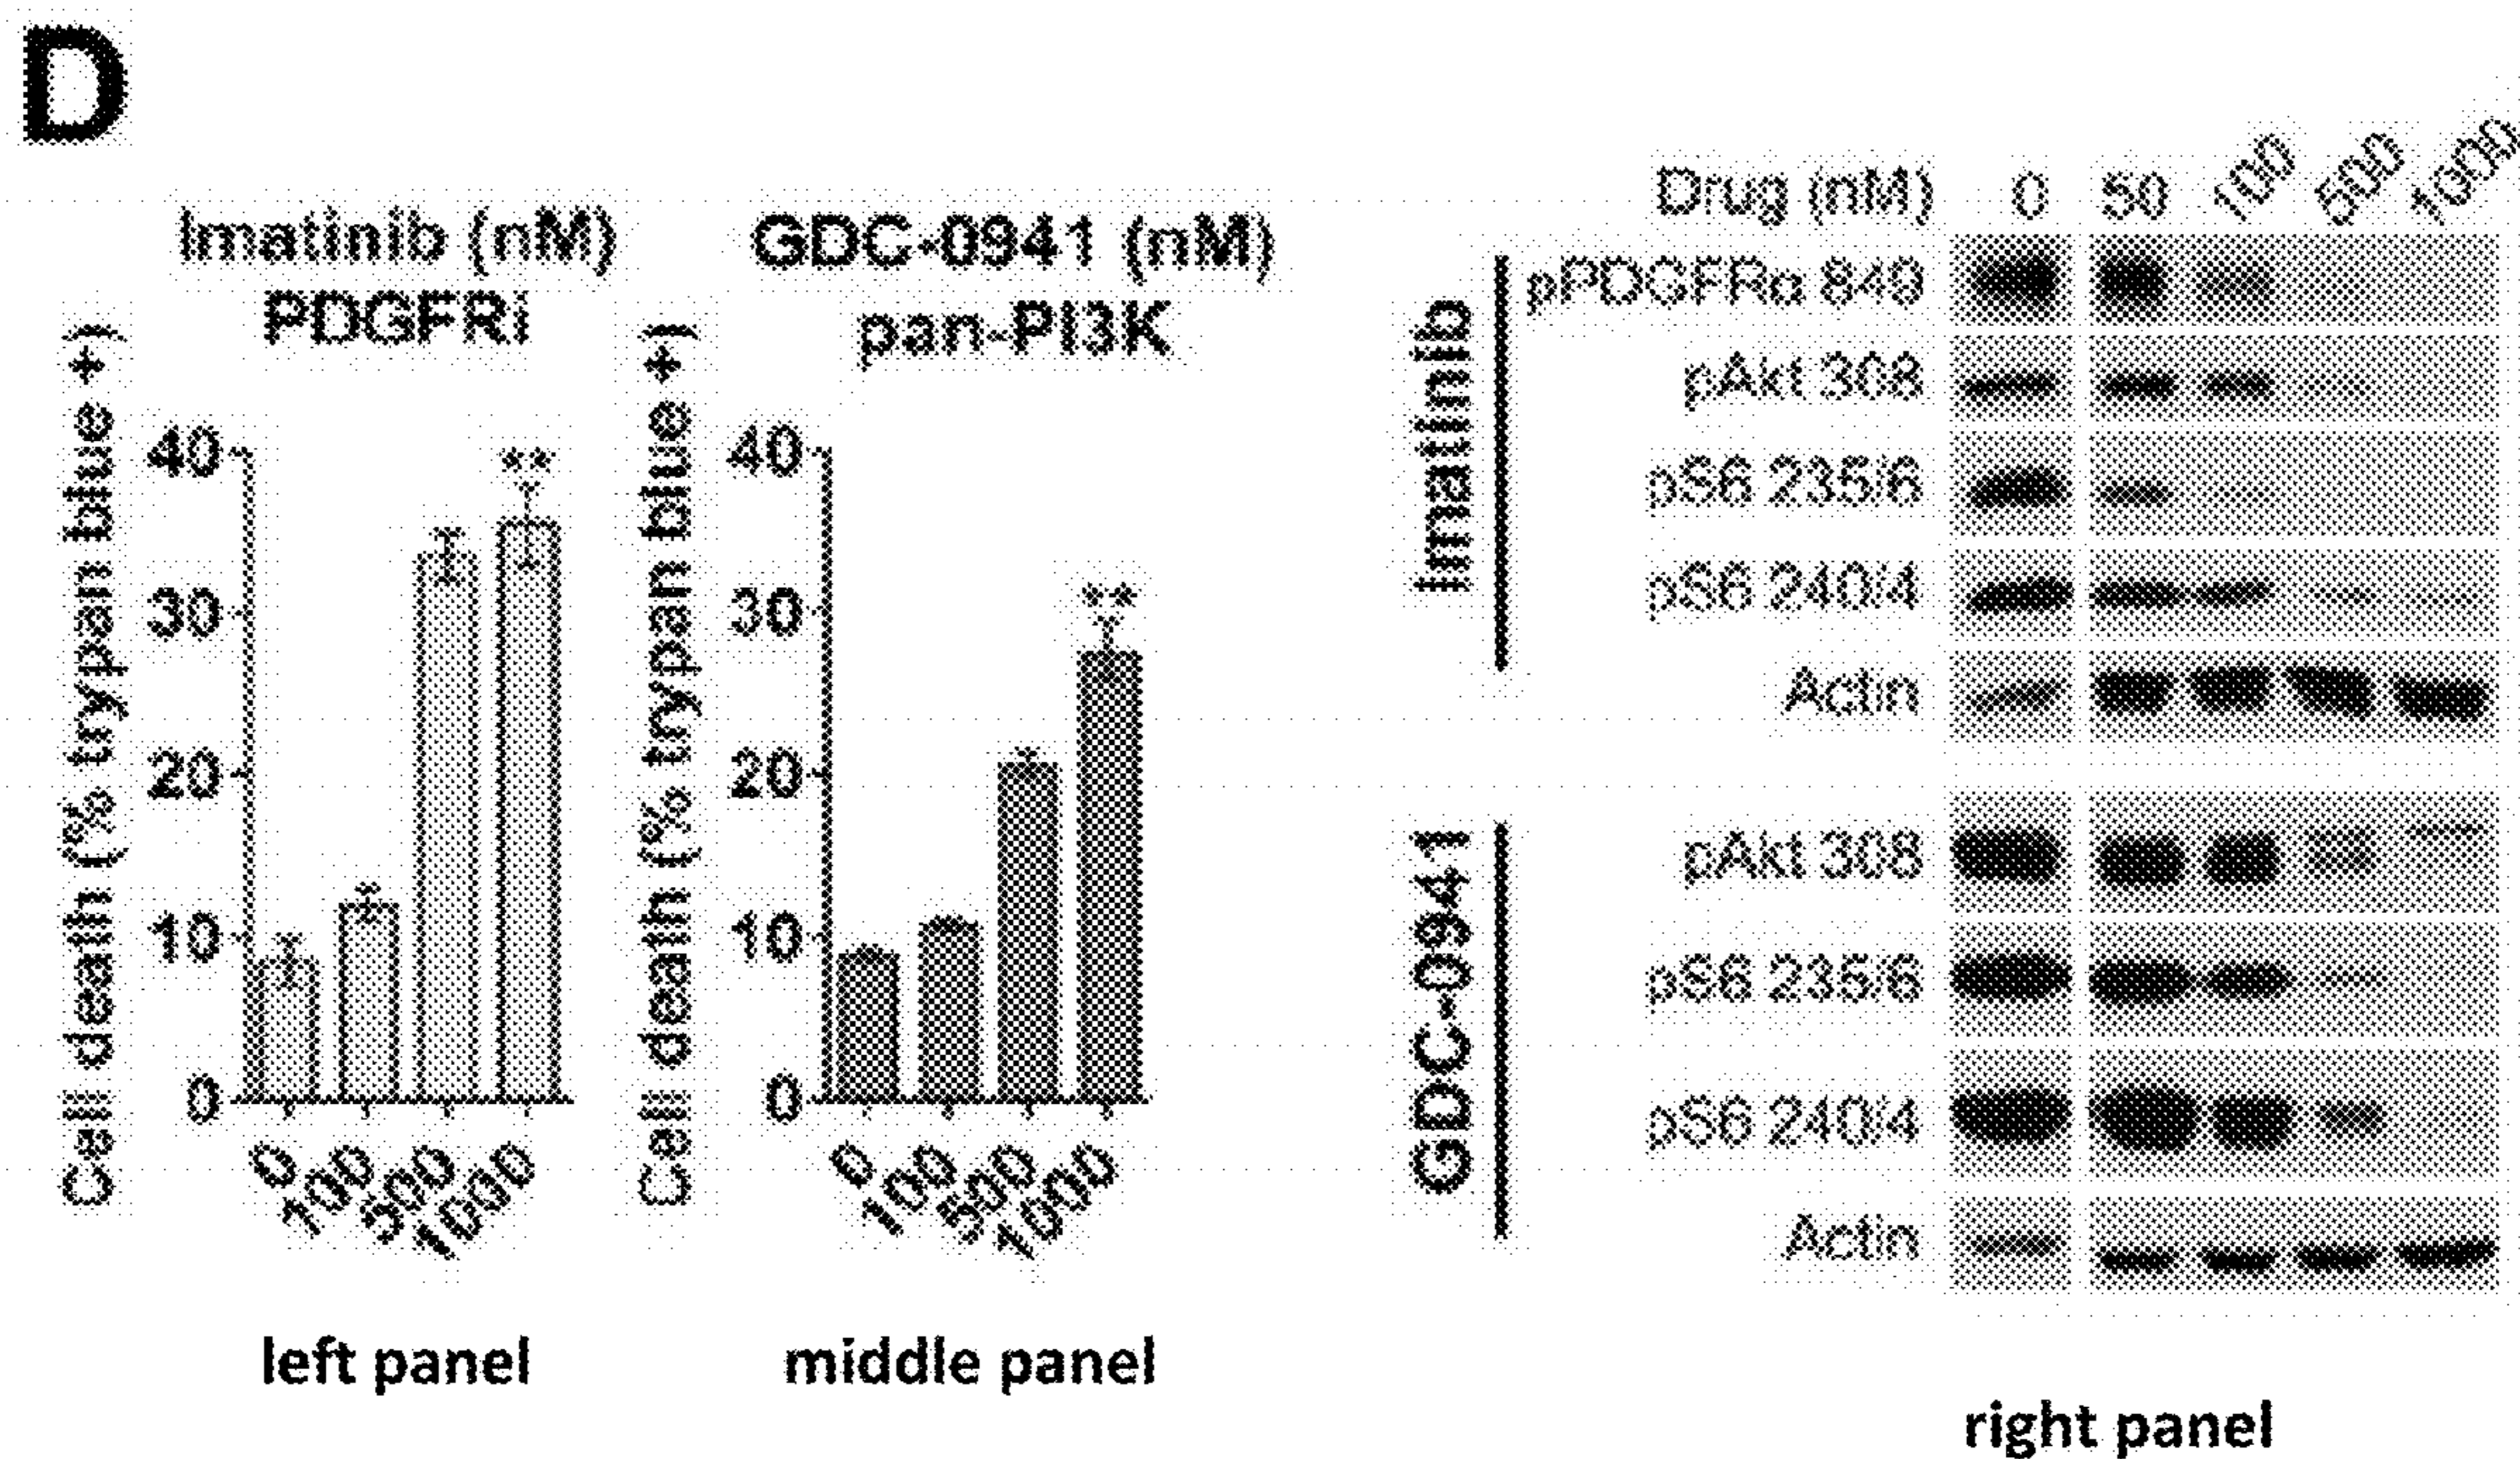 D
Imatinib (nM)
PDGFRi
Cell death (% trypan blue +)
40
30
20
10
0
0
100
500
1000
**
left panel
GDC-0941 (nM)
pan-PI3K
Cell death (% trypan blue +)
40
30
20
10
0
0
100
500
1000
**
middle panel
Drug (nM) 0 50 100 500 1000
Imatinib
pPDGFRα 849
pAkt 308
pS6 235/6
pS6 240/4
Actin
GDC-0941
pAkt 308
pS6 235/6
pS6 240/4
Actin
right panel